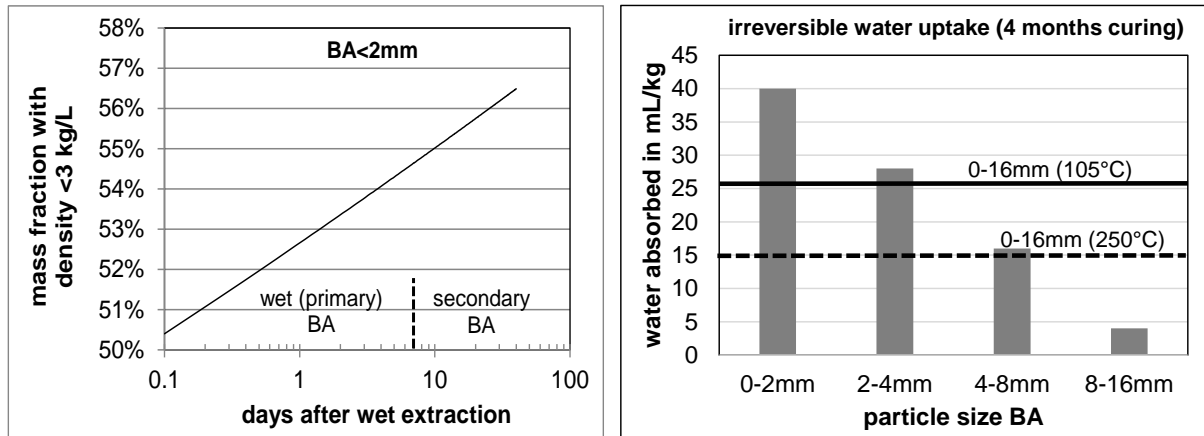 BA<2mm
mass fraction with
density <3 kg/L
58%
57%
56%
55%
54%
53%
52%
51%
50%
wet (primary)
BA
secondary
BA
0.1
1
10
100
days after wet extraction
irreversible water uptake (4 months curing)
water absorbed in mL/kg
45
40
35
30
25
20
15
10
5
0
0-16mm (105°C)
0-16mm (250°C)
0-2mm
2-4mm
4-8mm
8-16mm
particle size BA